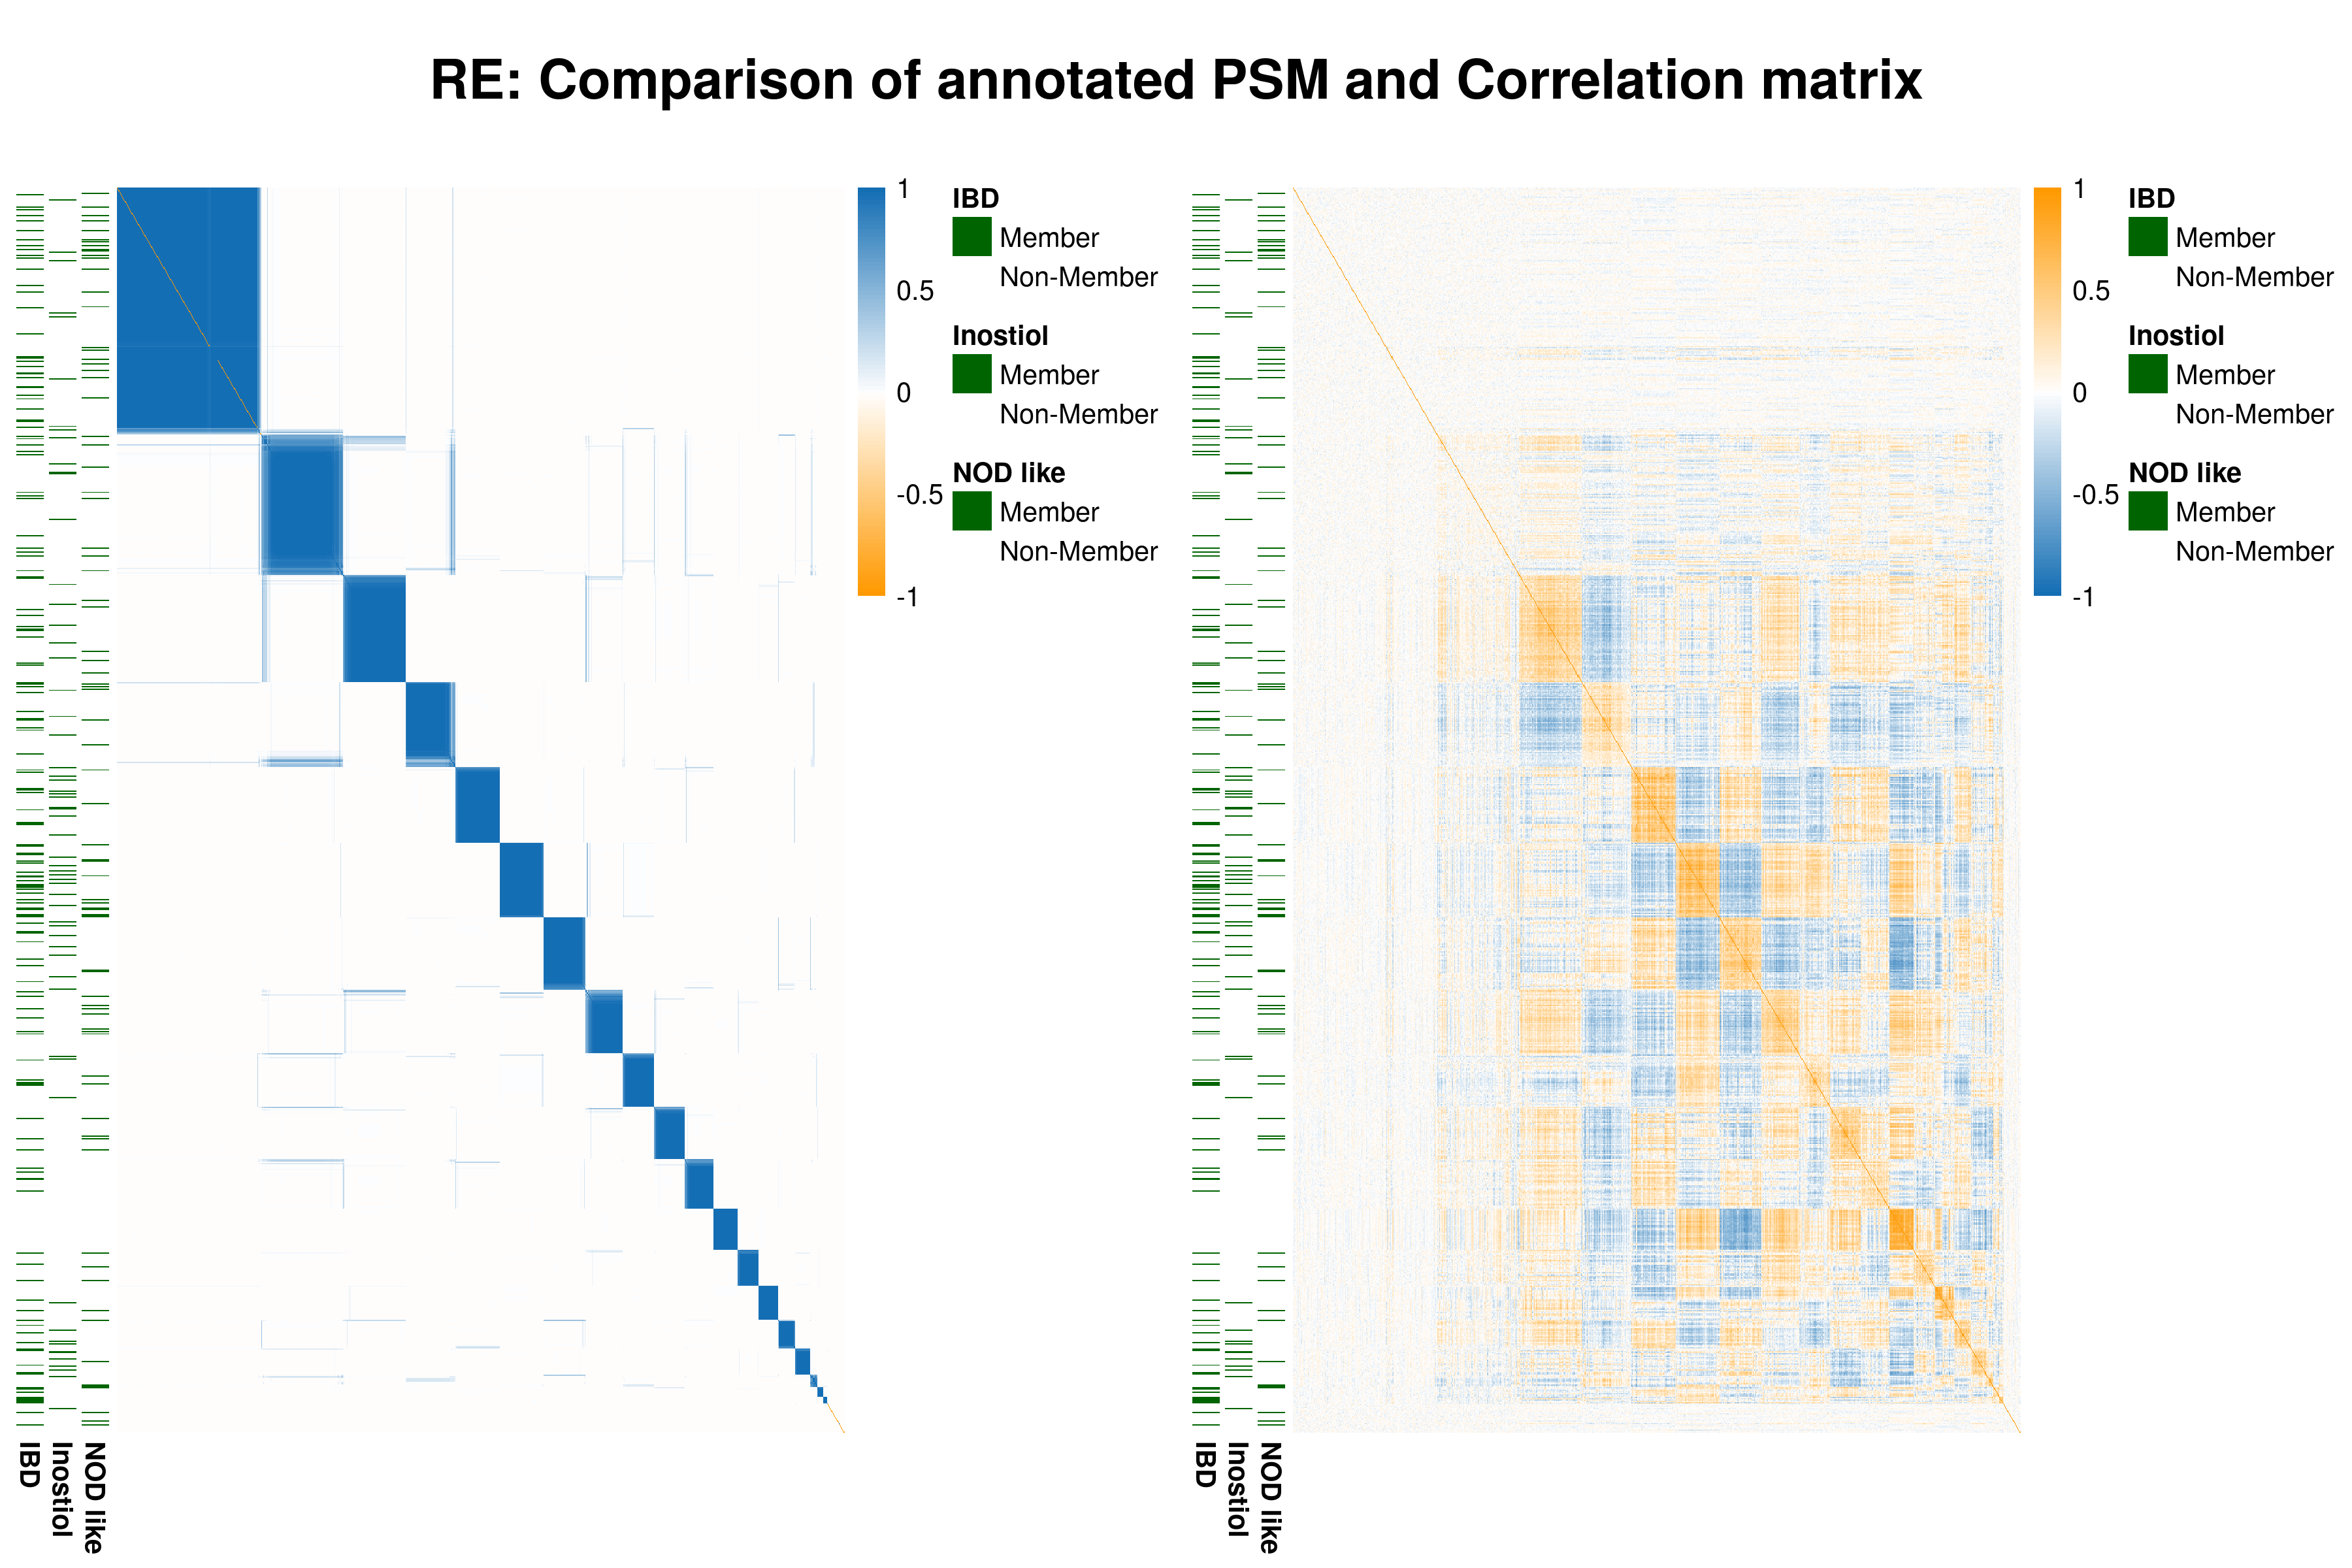 RE: Comparison of annotated PSM and Correlation matrix
1
0.5
0
-0.5
-1
IBD
Member
Non-Member
Inostiol
Member
Non-Member
NOD like
Member
Non-Member
IBD
Inostiol
NOD like
1
0.5
0
-0.5
-1
IBD
Member
Non-Member
Inostiol
Member
Non-Member
NOD like
Member
Non-Member
IBD
Inostiol
NOD like